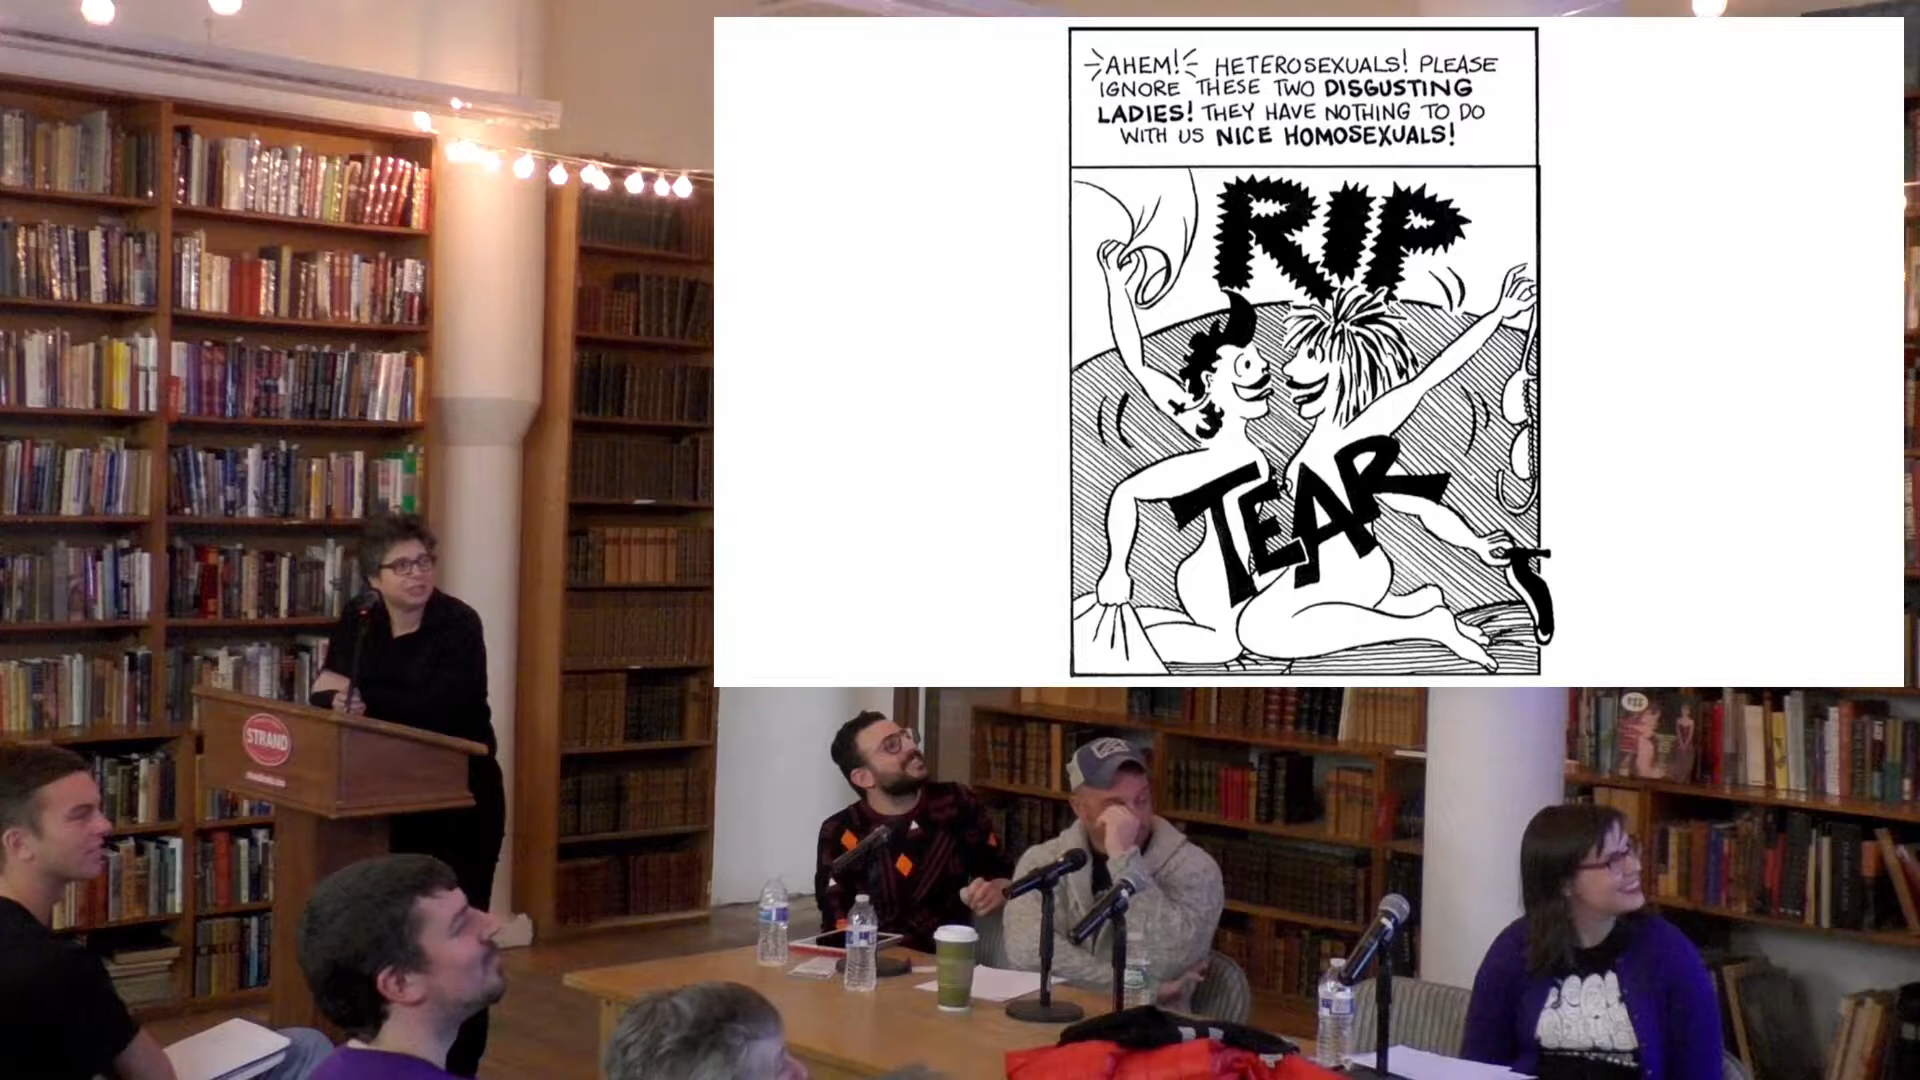 AHEM! HETEROSEXUALS! PLEASE
IGNORE THESE TWO DISGUSTING
LADIES! THEY HAVE NOTHING TO DO
WITH US NICE HOMOSEXUALS!
RIP
TEAR
STRAND